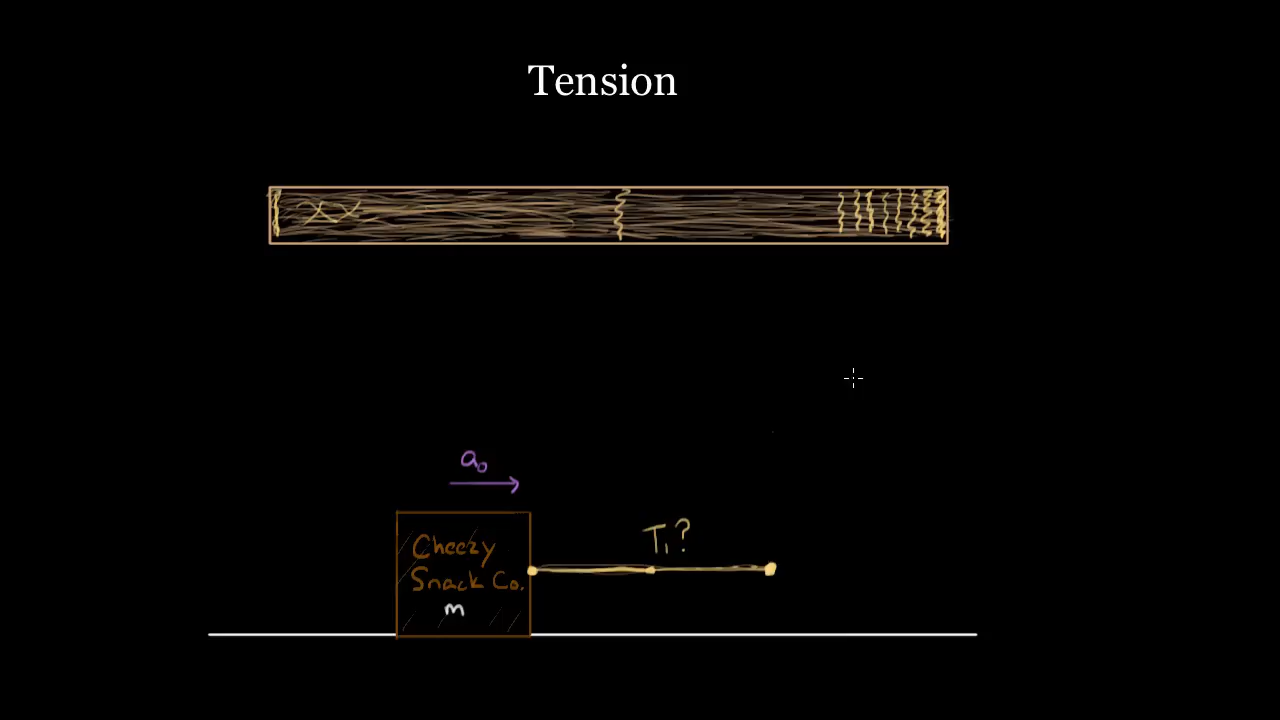 Tension
a₀
T₁?
Cheezy
Snack Co.
m